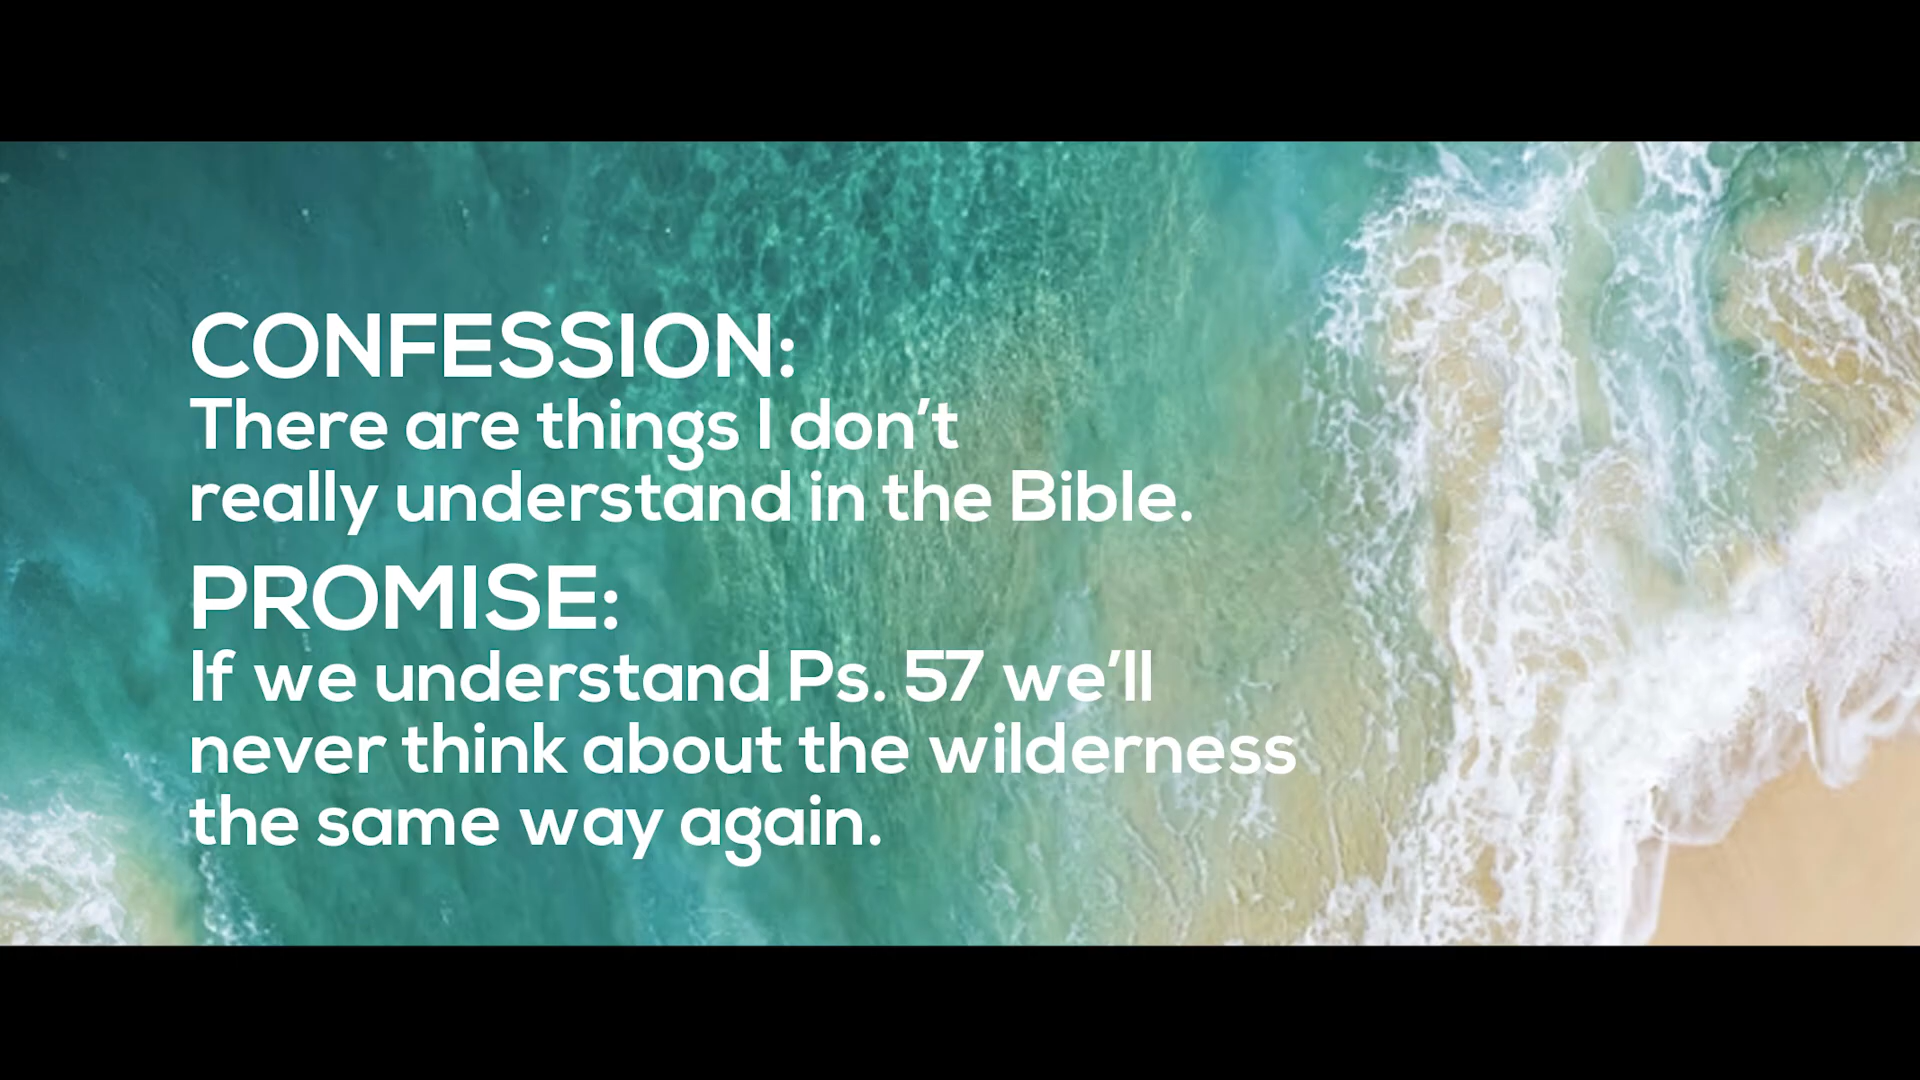 CONFESSION:
There are things I don’t
really understand in the Bible.
PROMISE:
If we understand Ps. 57 we’ll
never think about the wilderness
the same way again.